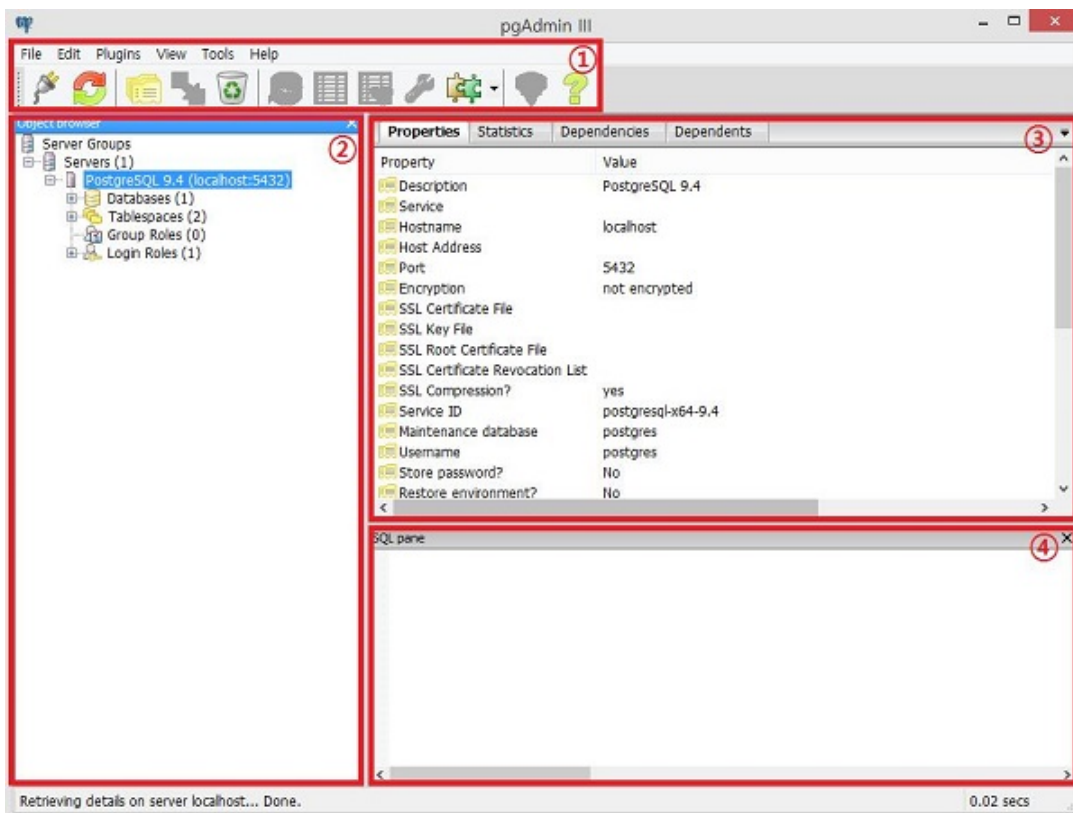 pgAdmin III
File Edit Plugins View Tools Help
①
Object browser
②
Server Groups
Servers (1)
PostgreSQL 9.4 (localhost:5432)
Databases (1)
Tablespaces (2)
Group Roles (0)
Login Roles (1)
Properties Statistics Dependencies Dependents
③
Property Value
Description PostgreSQL 9.4
Service
Hostname localhost
Host Address
Port 5432
Encryption not encrypted
SSL Certificate File
SSL Key File
SSL Root Certificate File
SSL Certificate Revocation List
SSL Compression? yes
Service ID postgresql-x64-9.4
Maintenance database postgres
Username postgres
Store password? No
Restore environment? No
SQL pane
④
Retrieving details on server localhost... Done. 0.02 secs